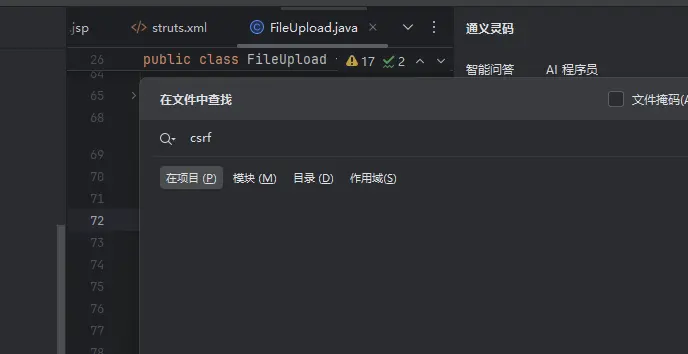 .jsp struts.xml FileUpload.java 通义灵码
26 public class FileUpload 17 2
64 智能问答 AI 程序员
65 在文件中查找 文件掩码(A
68 csrf
69
70 在项目 (P) 模块 (M) 目录 (D) 作用域(S)
71
72
73
74
75
76
77
78